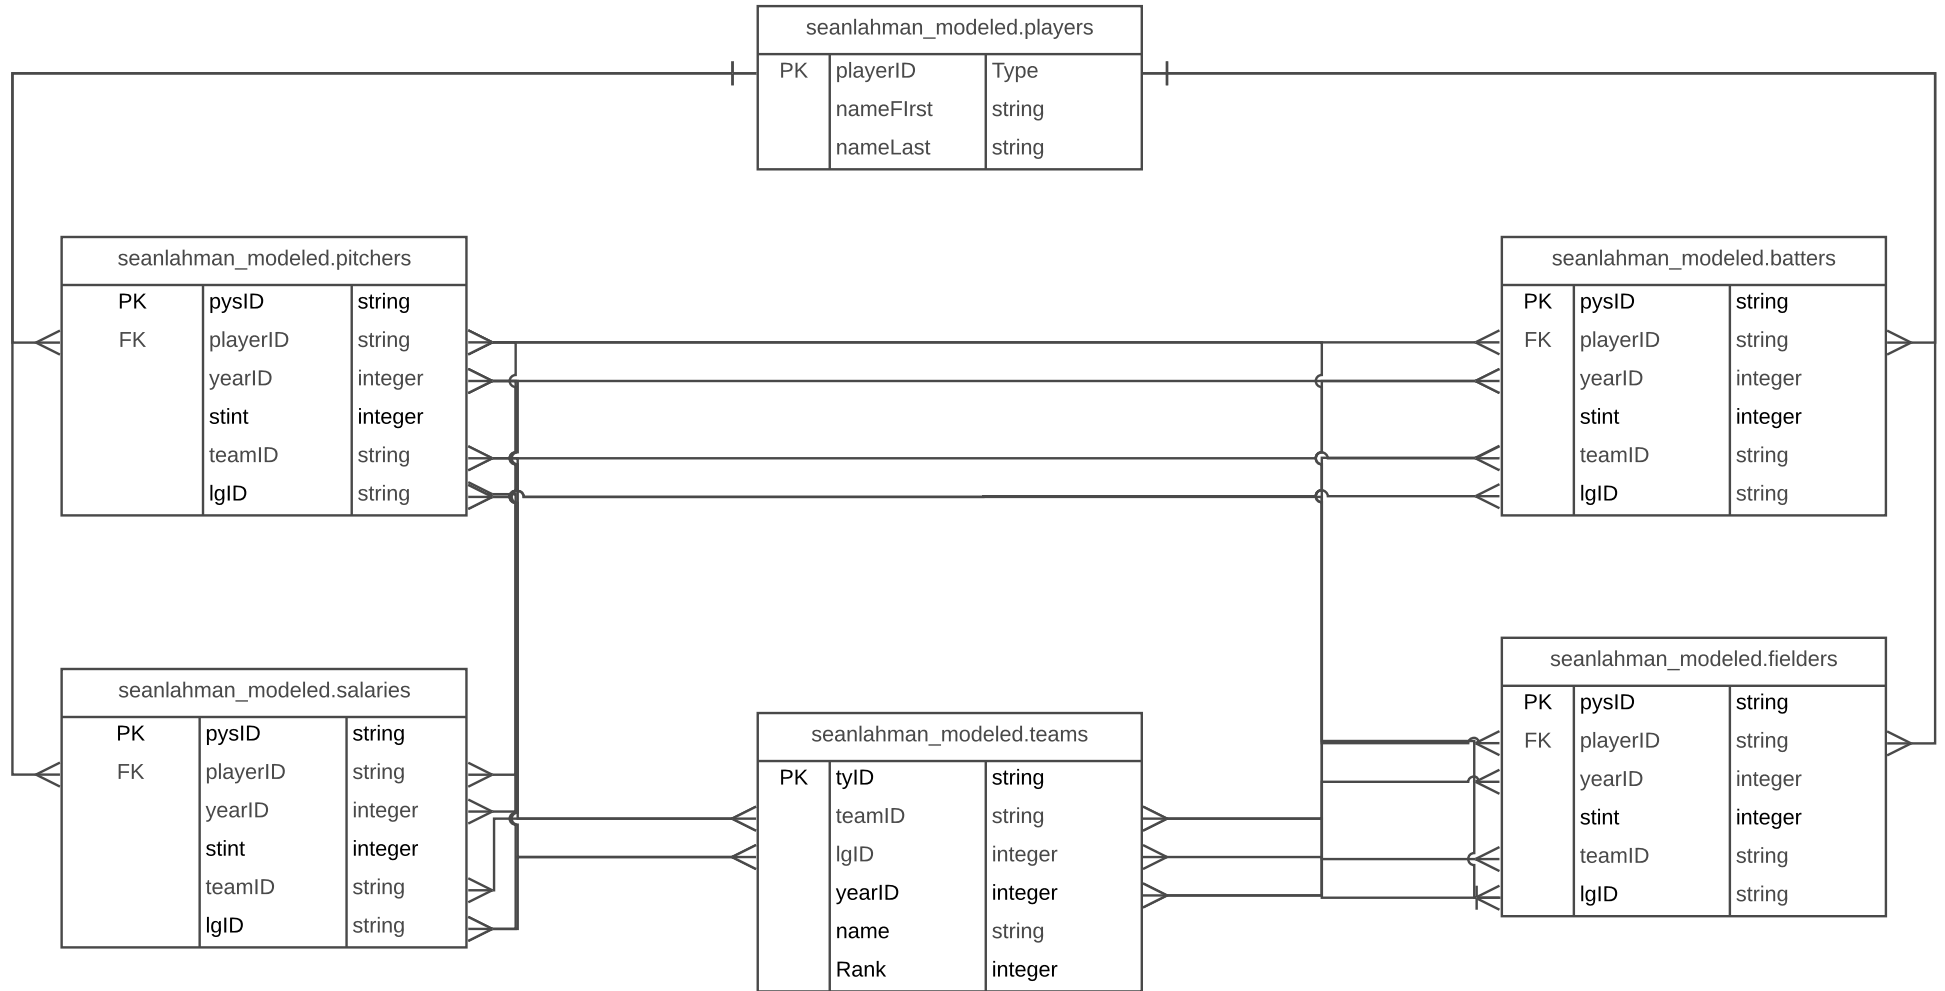 seanlahman_modeled.players
PK playerID Type
nameFIrst string
nameLast string
seanlahman_modeled.pitchers
PK pysID string
FK playerID string
yearID integer
stint integer
teamID string
lgID string
seanlahman_modeled.batters
PK pysID string
FK playerID string
yearID integer
stint integer
teamID string
lgID string
seanlahman_modeled.salaries
PK pysID string
FK playerID string
yearID integer
stint integer
teamID string
lgID string
seanlahman_modeled.teams
PK tyID string
teamID string
lgID integer
yearID integer
name string
Rank integer
seanlahman_modeled.fielders
PK pysID string
FK playerID string
yearID integer
stint integer
teamID string
lgID string